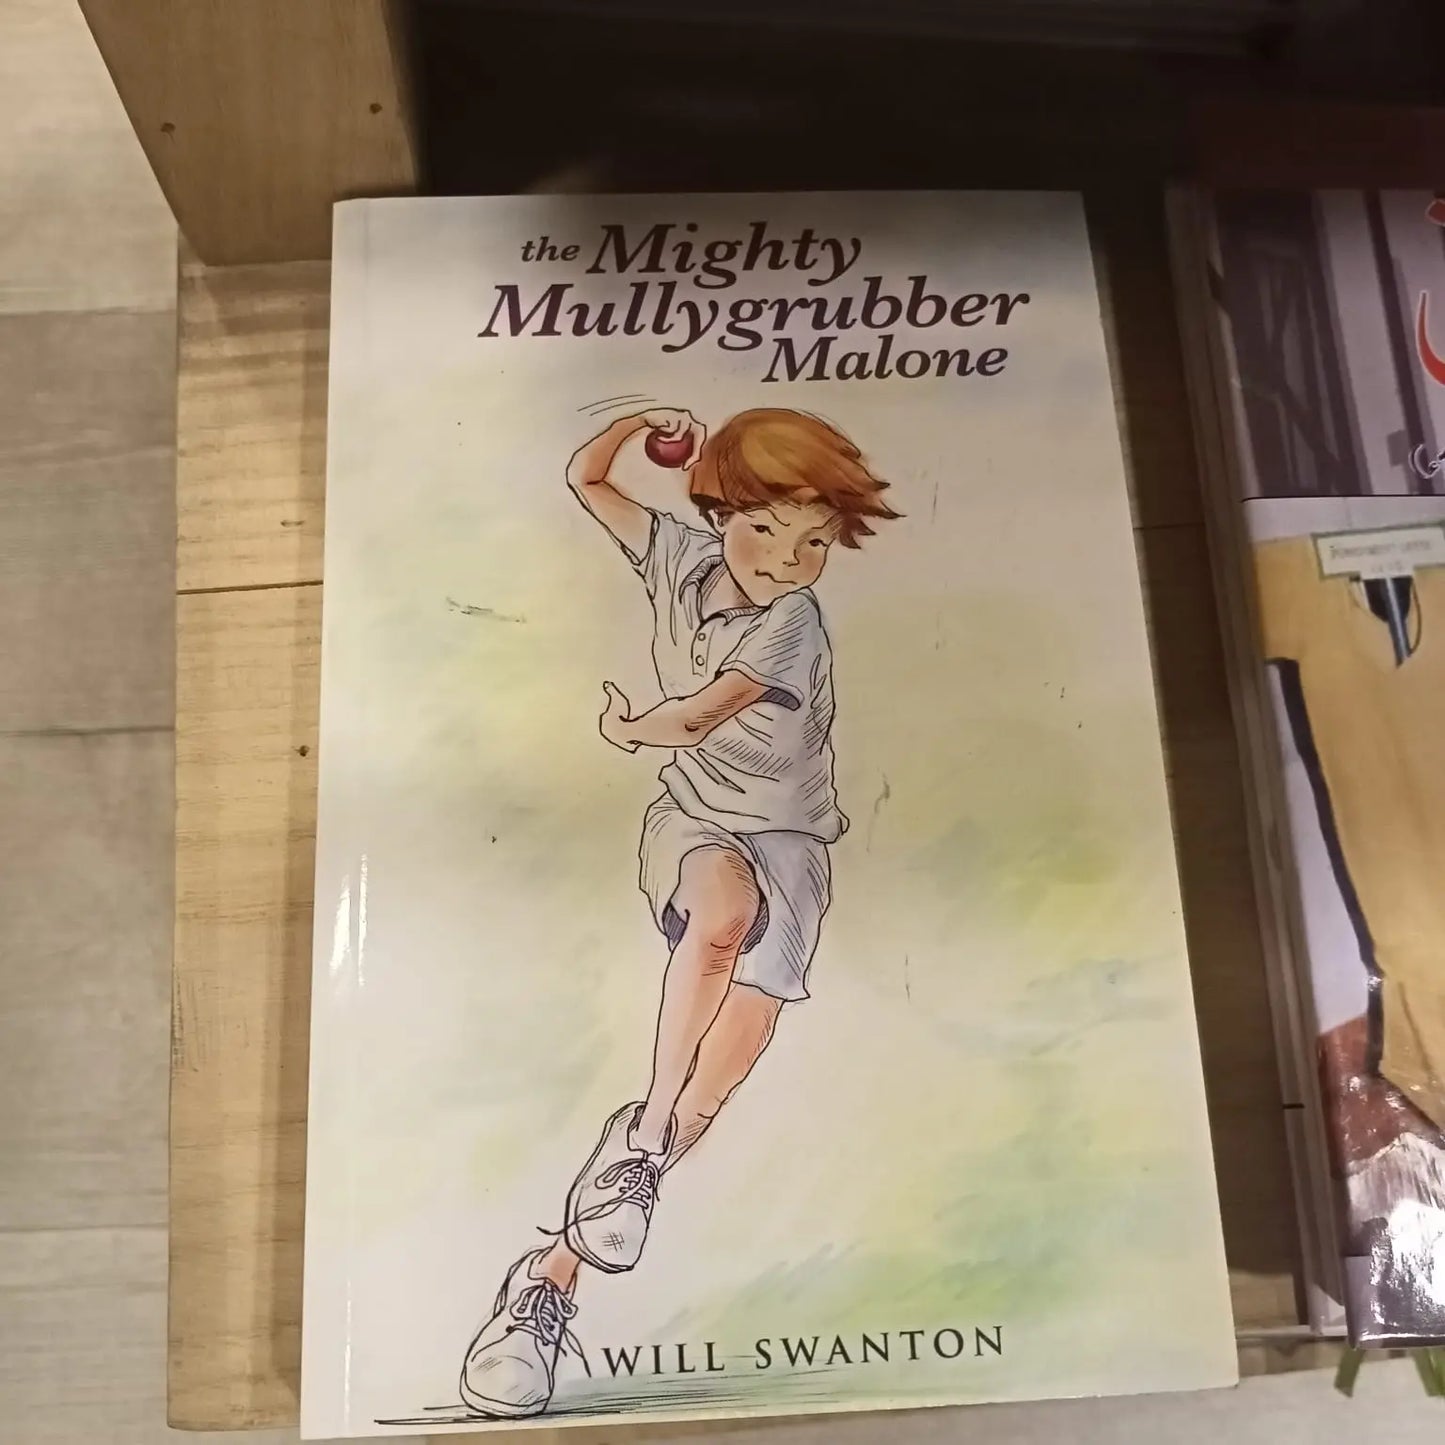 the Mighty
Mullygrubber
Malone
WILL SWANTON